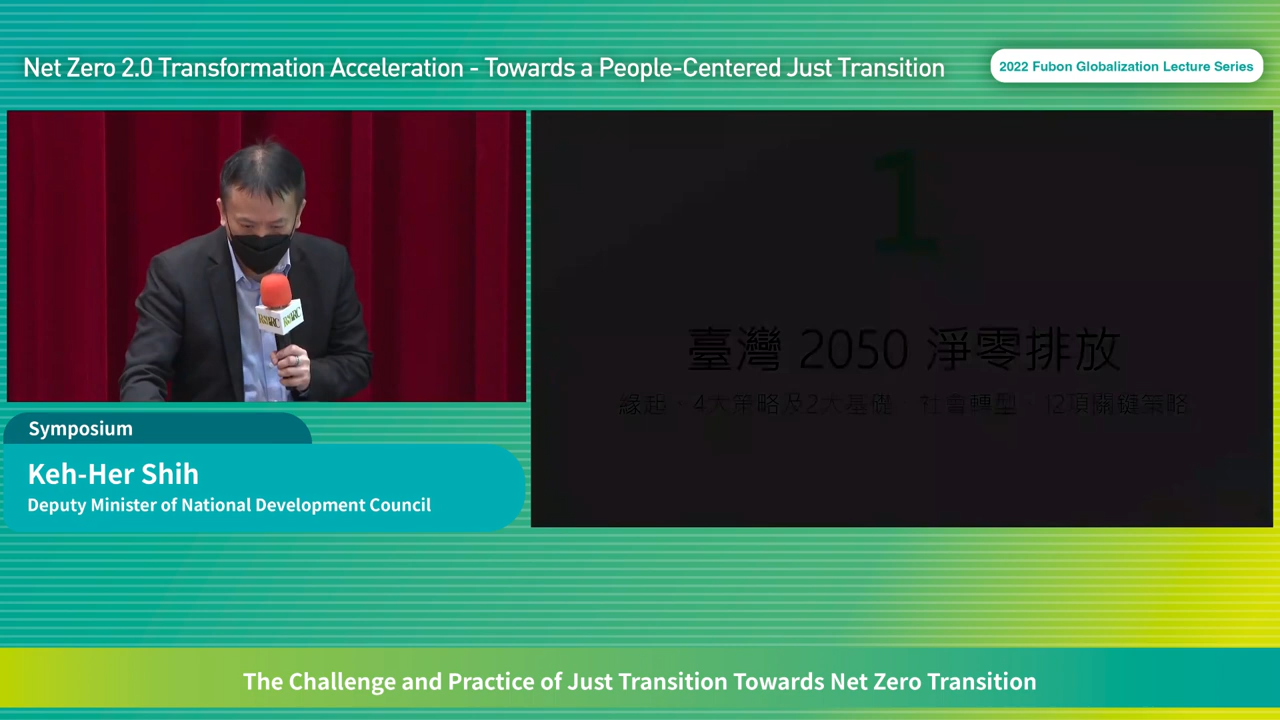 Net Zero 2.0 Transformation Acceleration - Towards a People-Centered Just Transition
2022 Fubon Globalization Lecture Series
1
臺灣 2050 淨零排放
緣起、4大策略及2大基礎、社會轉型、12項關鍵策略
Symposium
Keh-Her Shih
Deputy Minister of National Development Council
The Challenge and Practice of Just Transition Towards Net Zero Transition